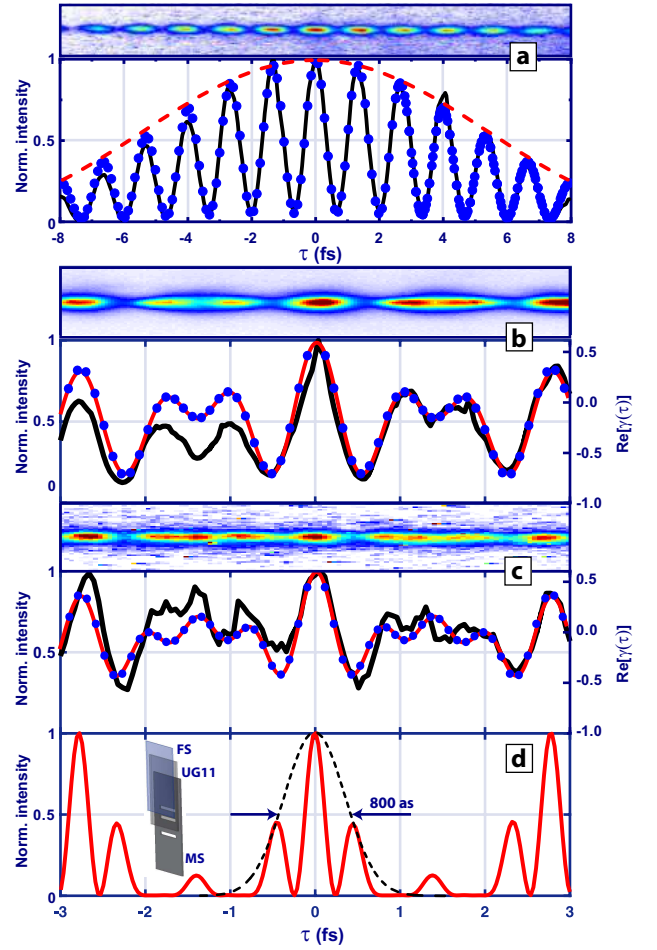 a
Norm. intensity
1
0.5
0
-8 -6 -4 -2 0 2 4 6 8
τ (fs)
b
Norm. intensity
1
0.5
0
0.5
0.0
-0.5
-1.0
Re[γ(τ)]
c
Norm. intensity
1
0.5
0.5
0.0
-0.5
-1.0
Re[γ(τ)]
d
Norm. intensity
1
0.5
0
FS
UG11
MS
800 as
-3 -2 -1 0 1 2 3
τ (fs)